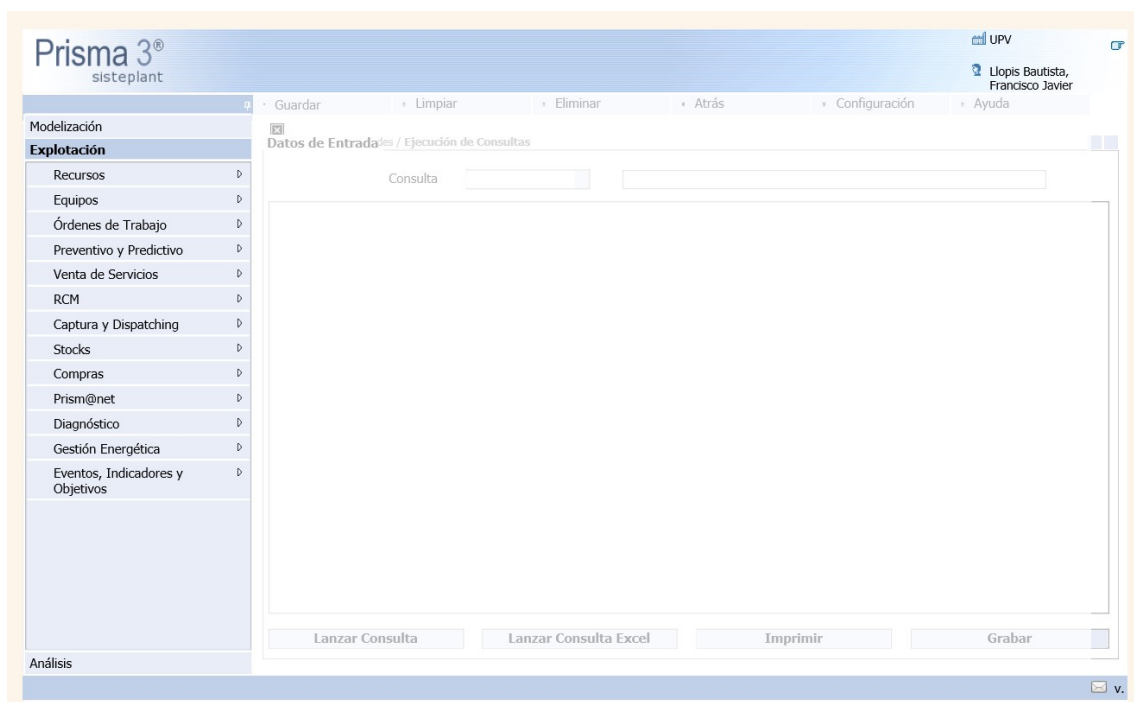 Prisma 3®
sisteplant
UPV
Llopis Bautista,
Francisco Javier
Guardar
Limpiar
Eliminar
Atrás
Configuración
Ayuda
Modelización
Explotación
Recursos
Equipos
Órdenes de Trabajo
Preventivo y Predictivo
Venta de Servicios
RCM
Captura y Dispatching
Stocks
Compras
Prism@net
Diagnóstico
Gestión Energética
Eventos, Indicadores y
Objetivos
Análisis
Datos de Entrada / Ejecución de Consultas
Consulta
Lanzar Consulta
Lanzar Consulta Excel
Imprimir
Grabar
v.